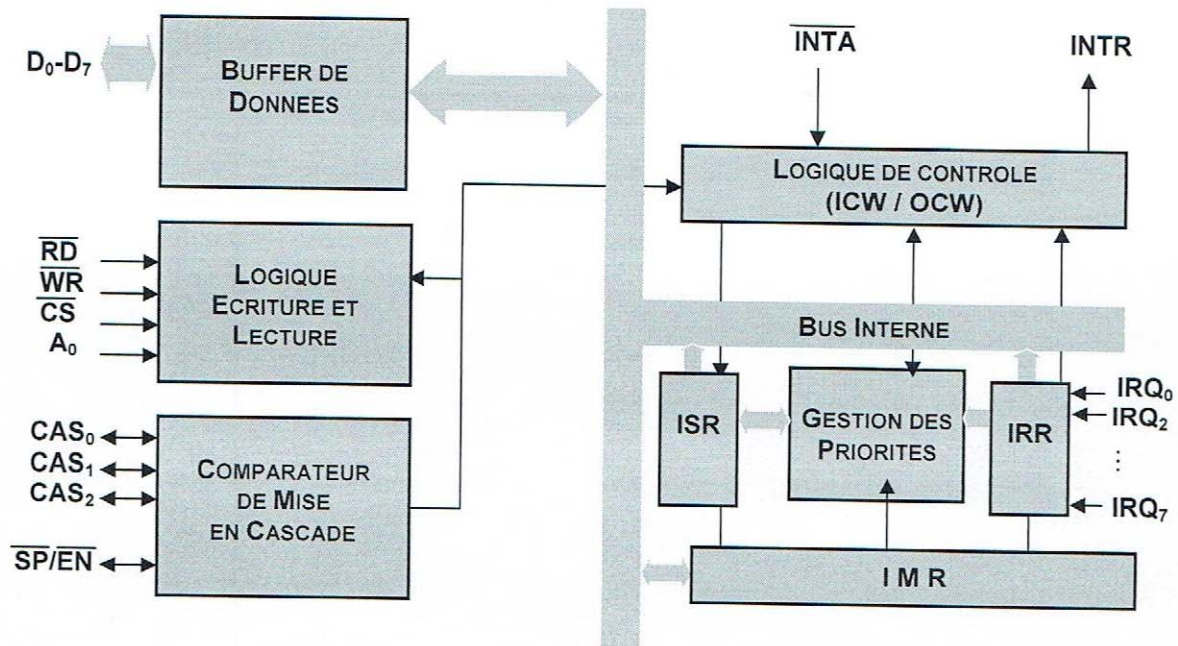 D₀-D₇
BUFFER DE
DONNEES
INTA
INTR
LOGIQUE DE CONTROLE
(ICW / OCW)
RD
WR
CS
A₀
LOGIQUE
ECRITURE ET
LECTURE
BUS INTERNE
ISR
GESTION DES
PRIORITES
IRR
IRQ₀
IRQ₂
⋮
IRQ₇
CAS₀
CAS₁
CAS₂
SP/EN
COMPARATEUR
DE MISE
EN CASCADE
I M R